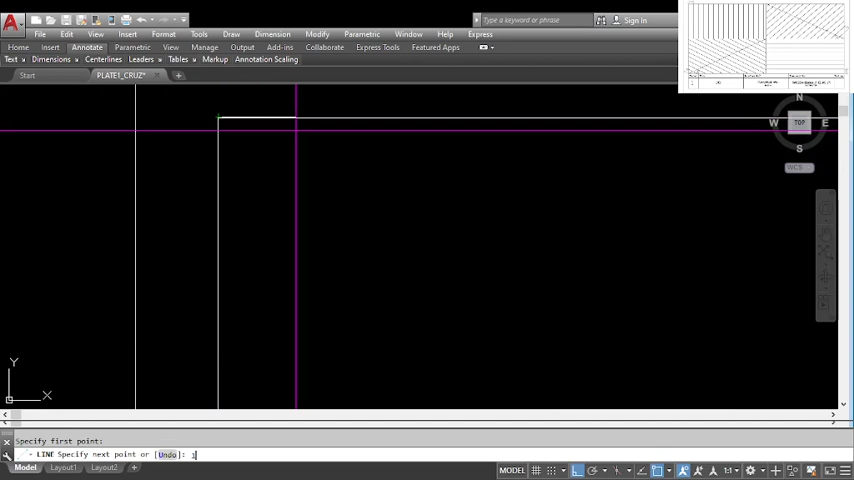 A Type a keyword or phrase Sign In
File Edit View Insert Format Tools Draw Dimension Modify Parametric Window Help Express
Home Insert Annotate Parametric View Manage Output Add-ins Collaborate Express Tools Featured Apps
Text Dimensions Centerlines Leaders Tables Markup Annotation Scaling
Start PLATE1_CRUZ*
N
W TOP E
S
WCS
Y
X
Specify first point:
LINE Specify next point or [Undo]: 1
Model Layout1 Layout2 + MODEL 1:1